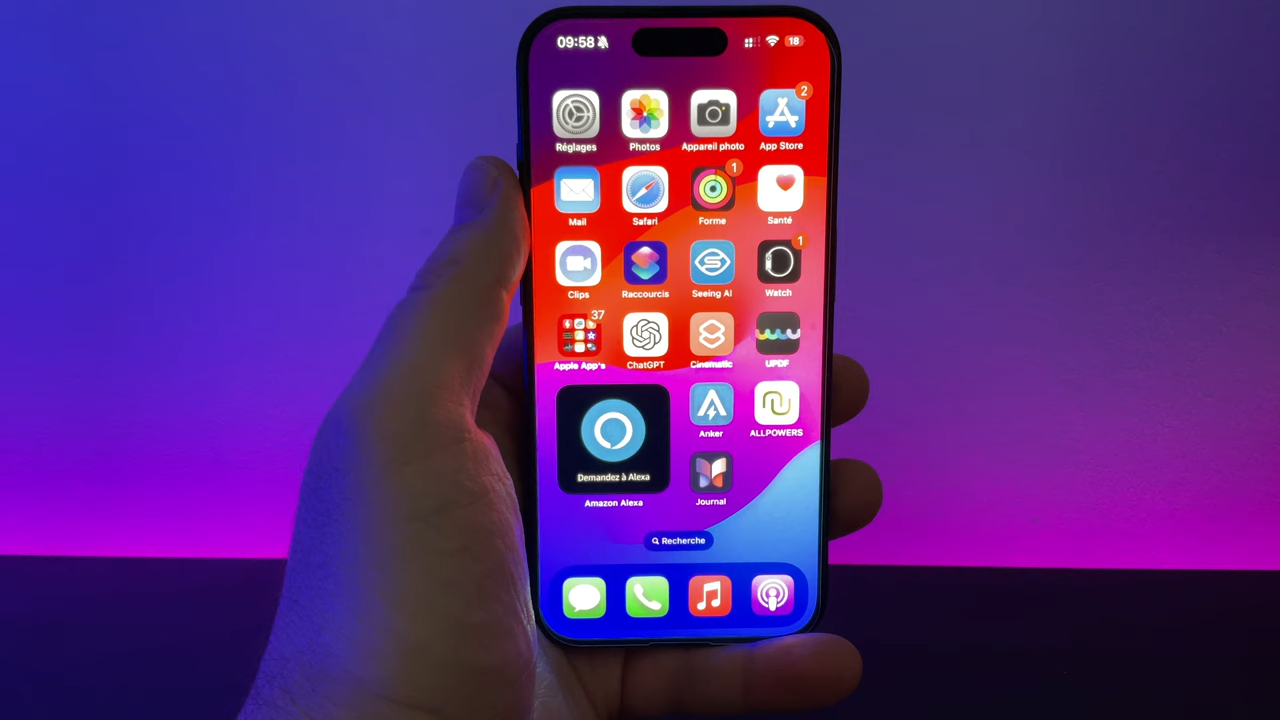 09:58
18
2
Réglages
Photos
Appareil photo
App Store
1
Mail
Safari
Forme
Santé
1
Clips
Raccourcis
Seeing AI
Watch
37
Apple App's
ChatGPT
Cinematic
UPDF
Demandez à Alexa
Amazon Alexa
Anker
ALLPOWERS
Journal
Recherche